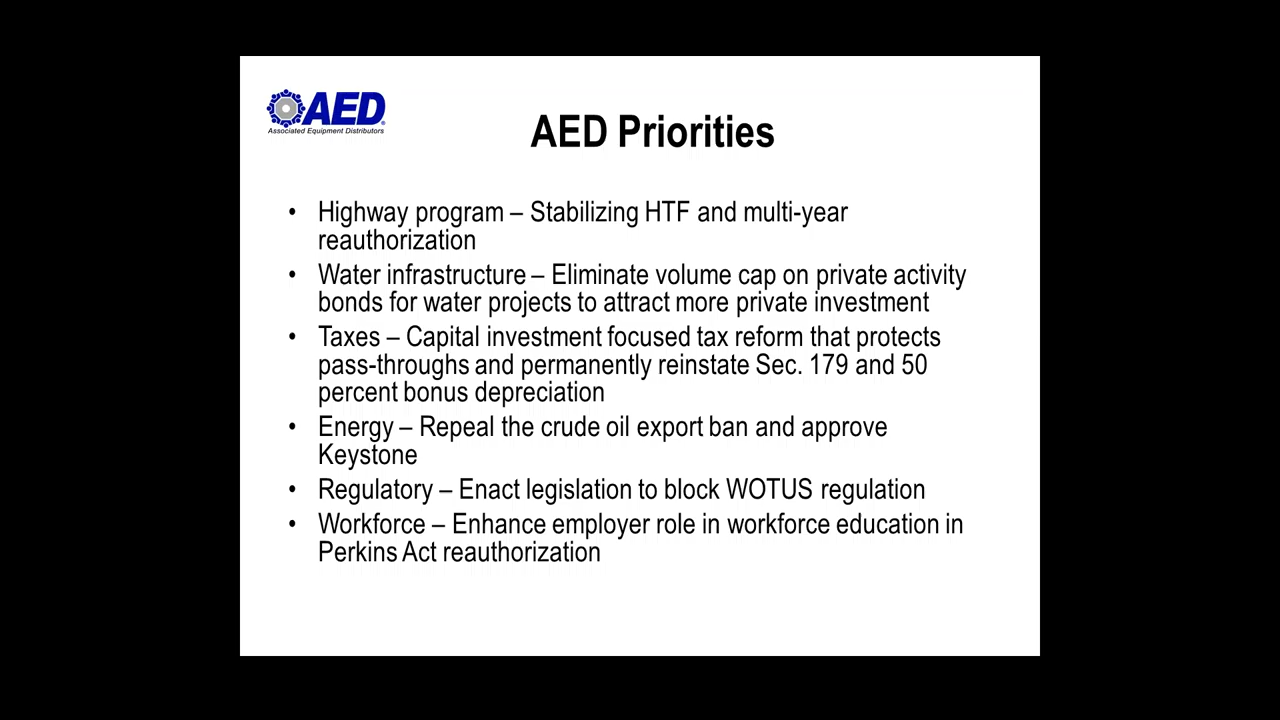 AED
Associated Equipment Distributors
AED Priorities
• Highway program – Stabilizing HTF and multi-year
reauthorization
• Water infrastructure – Eliminate volume cap on private activity
bonds for water projects to attract more private investment
• Taxes – Capital investment focused tax reform that protects
pass-throughs and permanently reinstate Sec. 179 and 50
percent bonus depreciation
• Energy – Repeal the crude oil export ban and approve
Keystone
• Regulatory – Enact legislation to block WOTUS regulation
• Workforce – Enhance employer role in workforce education in
Perkins Act reauthorization